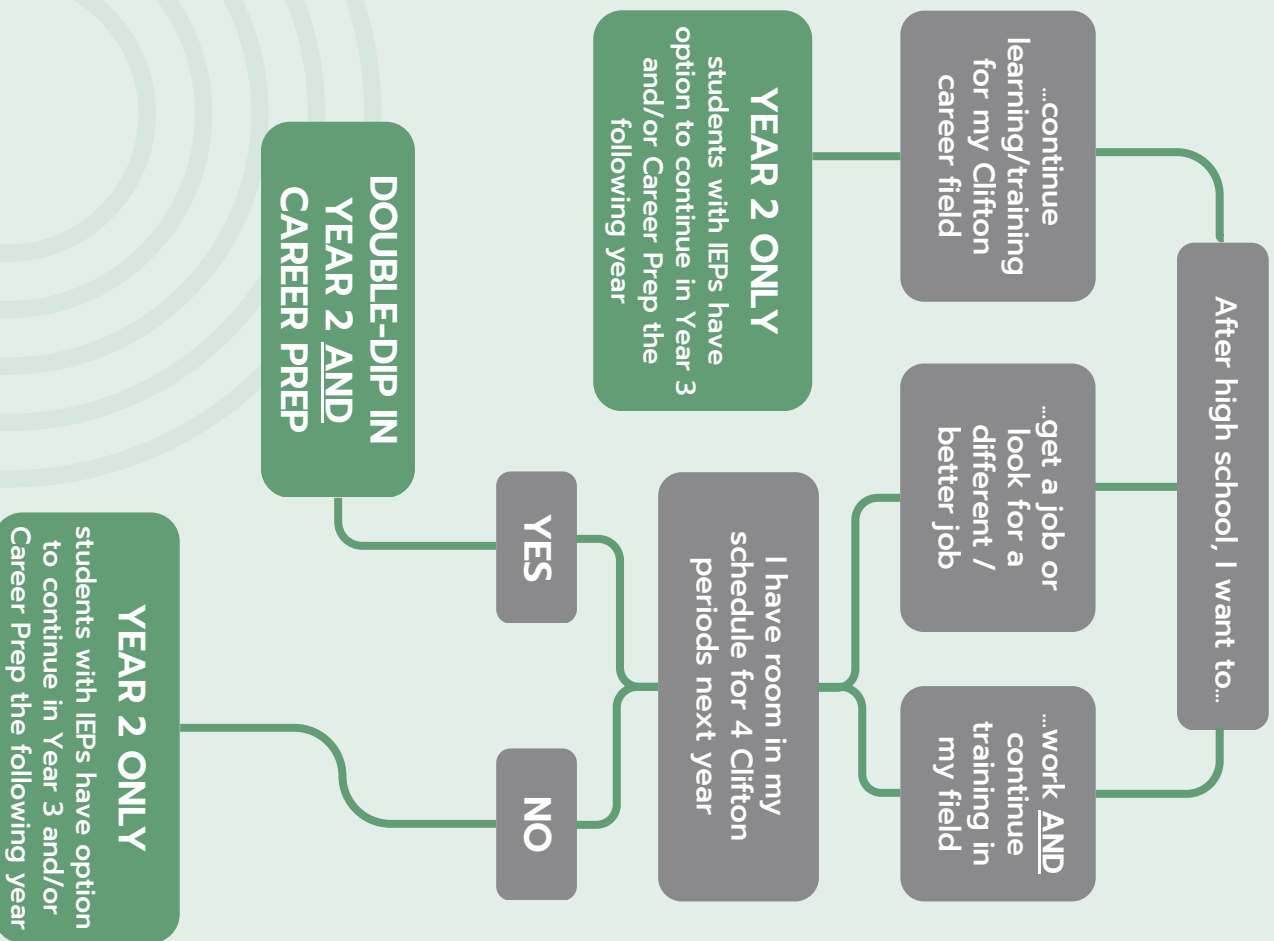 After high school, I want to...
...continue
learning/training
for my Clifton
career field
...get a job or
look for a
different /
better job
...work AND
continue
training in
my field
YEAR 2 ONLY
students with IEPs have
option to continue in Year 3
and/or Career Prep the
following year
I have room in my
schedule for 4 Clifton
periods next year
YES
NO
DOUBLE-DIP IN
YEAR 2 AND
CAREER PREP
YEAR 2 ONLY
students with IEPs have option
to continue in Year 3 and/or
Career Prep the following year